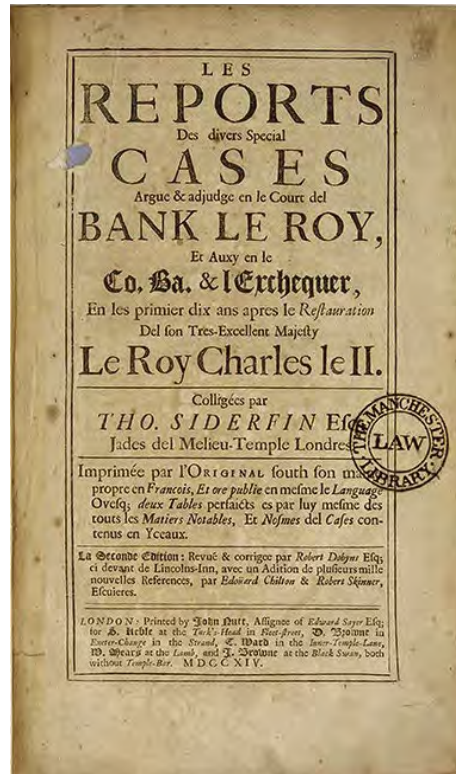 LES
REPORTS
Des divers Special
CASES
Argue & adjudge en le Court del
BANK LE ROY,
Et Auxy en le
Co. Ba. & l'Exchequer,
En les primier dix ans apres le Restauration
Del son Tres-Excellent Majesty
Le Roy Charles le II.
Colligées par
THO. SIDERFIN Esq
Jades del Melieu-Temple Londres
Imprimée par l'ORIGINAL south son
propre en Francois, Et ore publie en mesme le Language
Ovesq; deux Tables perfaicts es par luy mesme des
touts les Matiers Notables, Et Nosmes del Cases con-
tenus en Yceaux.
La Seconde Edition: Revuë & corrigee par Robert Dobyns Esq;
ci devant de Lincolns-Inn, avec un Adition de plusieurs mille
nouvelles References, par Edouard Chilton & Robert Skinner,
Escuieres.
LONDON: Printed by John Nutt, Assignee of Edward Sayer Esq;
for S. Keble at the Turk's-Head in Fleet-street, D. Browne in
Exeter-Change in the Strand, T. Ward in the Inner-Temple-Lane,
W. Mears at the Lamb, and J. Browne at the Black Swan, both
without Temple-Bar. MDCCXIV.
THE MANCHESTER
LAW
LIBRARY